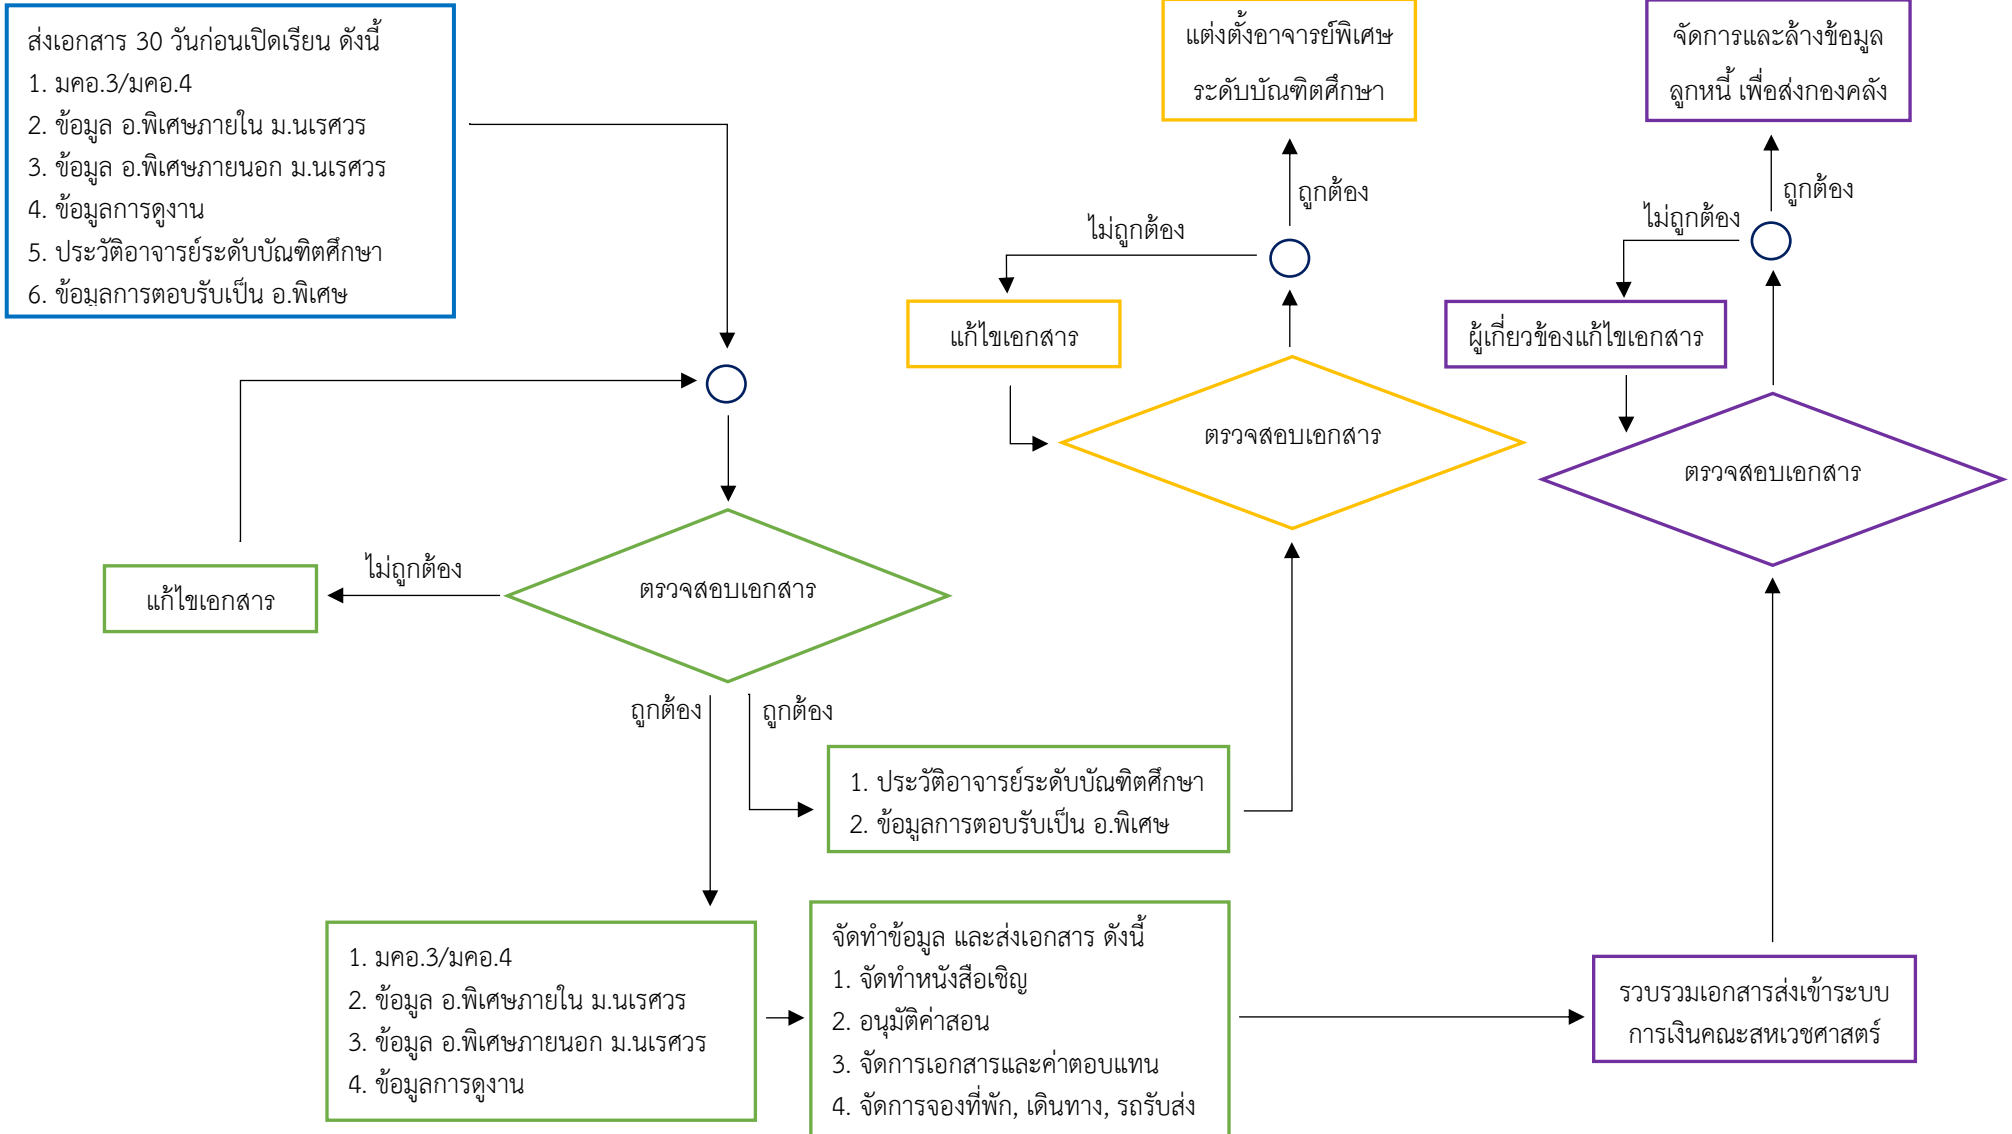 ส่งเอกสาร 30 วันก่อนเปิดเรียน ดังนี้
1. มคอ.3/มคอ.4
2. ข้อมูล อ.พิเศษภายใน ม.นเรศวร
3. ข้อมูล อ.พิเศษภายนอก ม.นเรศวร
4. ข้อมูลการดูงาน
5. ประวัติอาจารย์ระดับบัณฑิตศึกษา
6. ข้อมูลการตอบรับเป็น อ.พิเศษ
แต่งตั้งอาจารย์พิเศษ
ระดับบัณฑิตศึกษา
จัดการและล้างข้อมูล
ลูกหนี้ เพื่อส่งกองคลัง
ถูกต้อง
ไม่ถูกต้อง
ถูกต้อง
ไม่ถูกต้อง
แก้ไขเอกสาร
ผู้เกี่ยวข้องแก้ไขเอกสาร
ตรวจสอบเอกสาร
ตรวจสอบเอกสาร
ไม่ถูกต้อง
แก้ไขเอกสาร
ตรวจสอบเอกสาร
ถูกต้อง
ถูกต้อง
1. ประวัติอาจารย์ระดับบัณฑิตศึกษา
2. ข้อมูลการตอบรับเป็น อ.พิเศษ
1. มคอ.3/มคอ.4
2. ข้อมูล อ.พิเศษภายใน ม.นเรศวร
3. ข้อมูล อ.พิเศษภายนอก ม.นเรศวร
4. ข้อมูลการดูงาน
จัดทำข้อมูล และส่งเอกสาร ดังนี้
1. จัดทำหนังสือเชิญ
2. อนุมัติค่าสอน
3. จัดการเอกสารและค่าตอบแทน
4. จัดการจองที่พัก, เดินทาง, รถรับส่ง
รวบรวมเอกสารส่งเข้าระบบ
การเงินคณะสหเวชศาสตร์